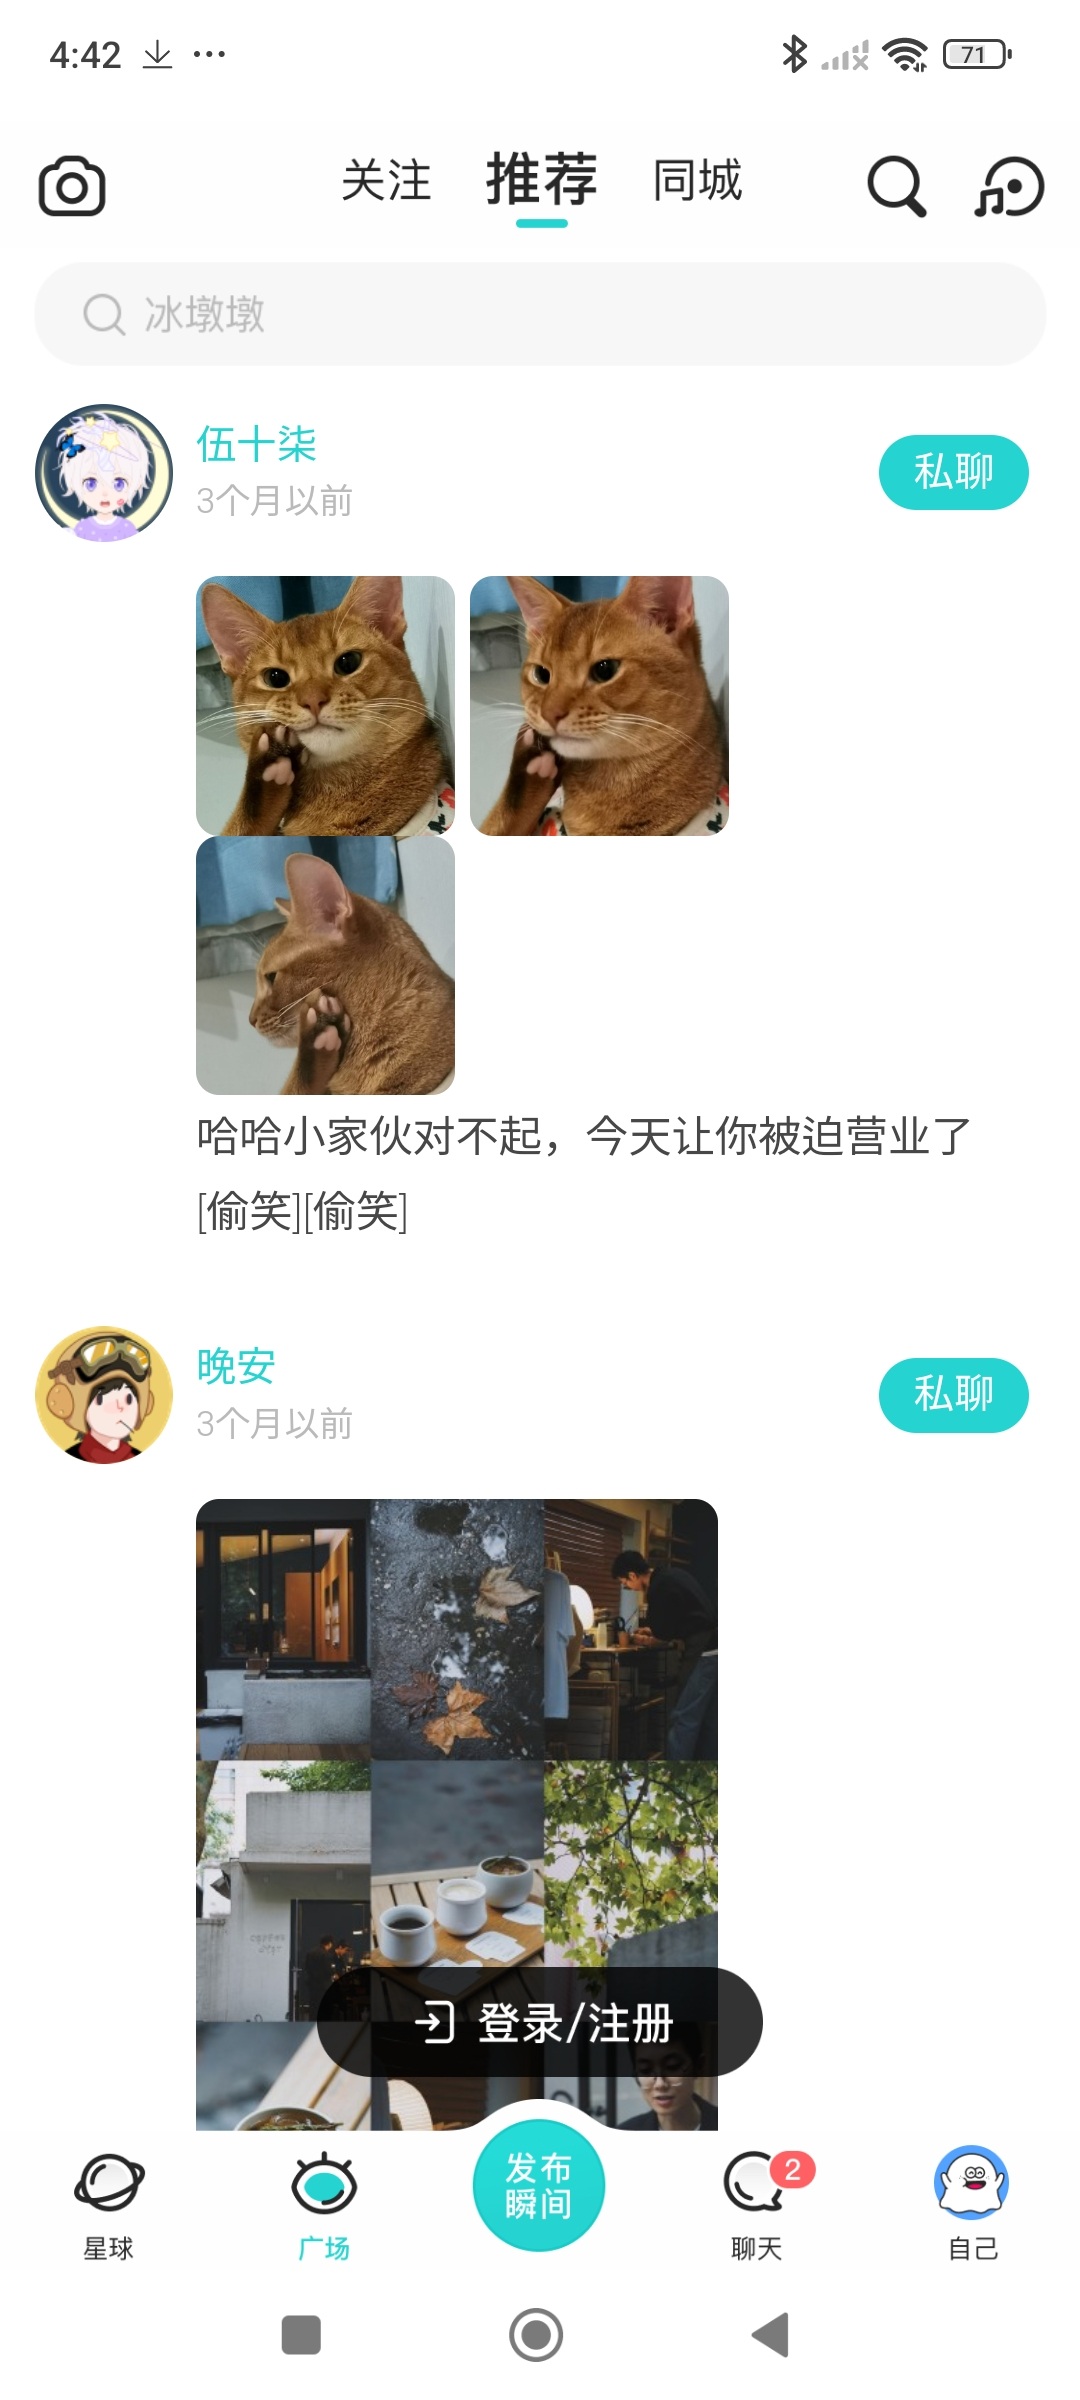 4:42
71
关注 推荐 同城
冰墩墩
伍十柒
3个月以前
私聊
哈哈小家伙对不起，今天让你被迫营业了
[偷笑][偷笑]
晚安
3个月以前
私聊
登录/注册
发布
瞬间
2
星球 广场 聊天 自己